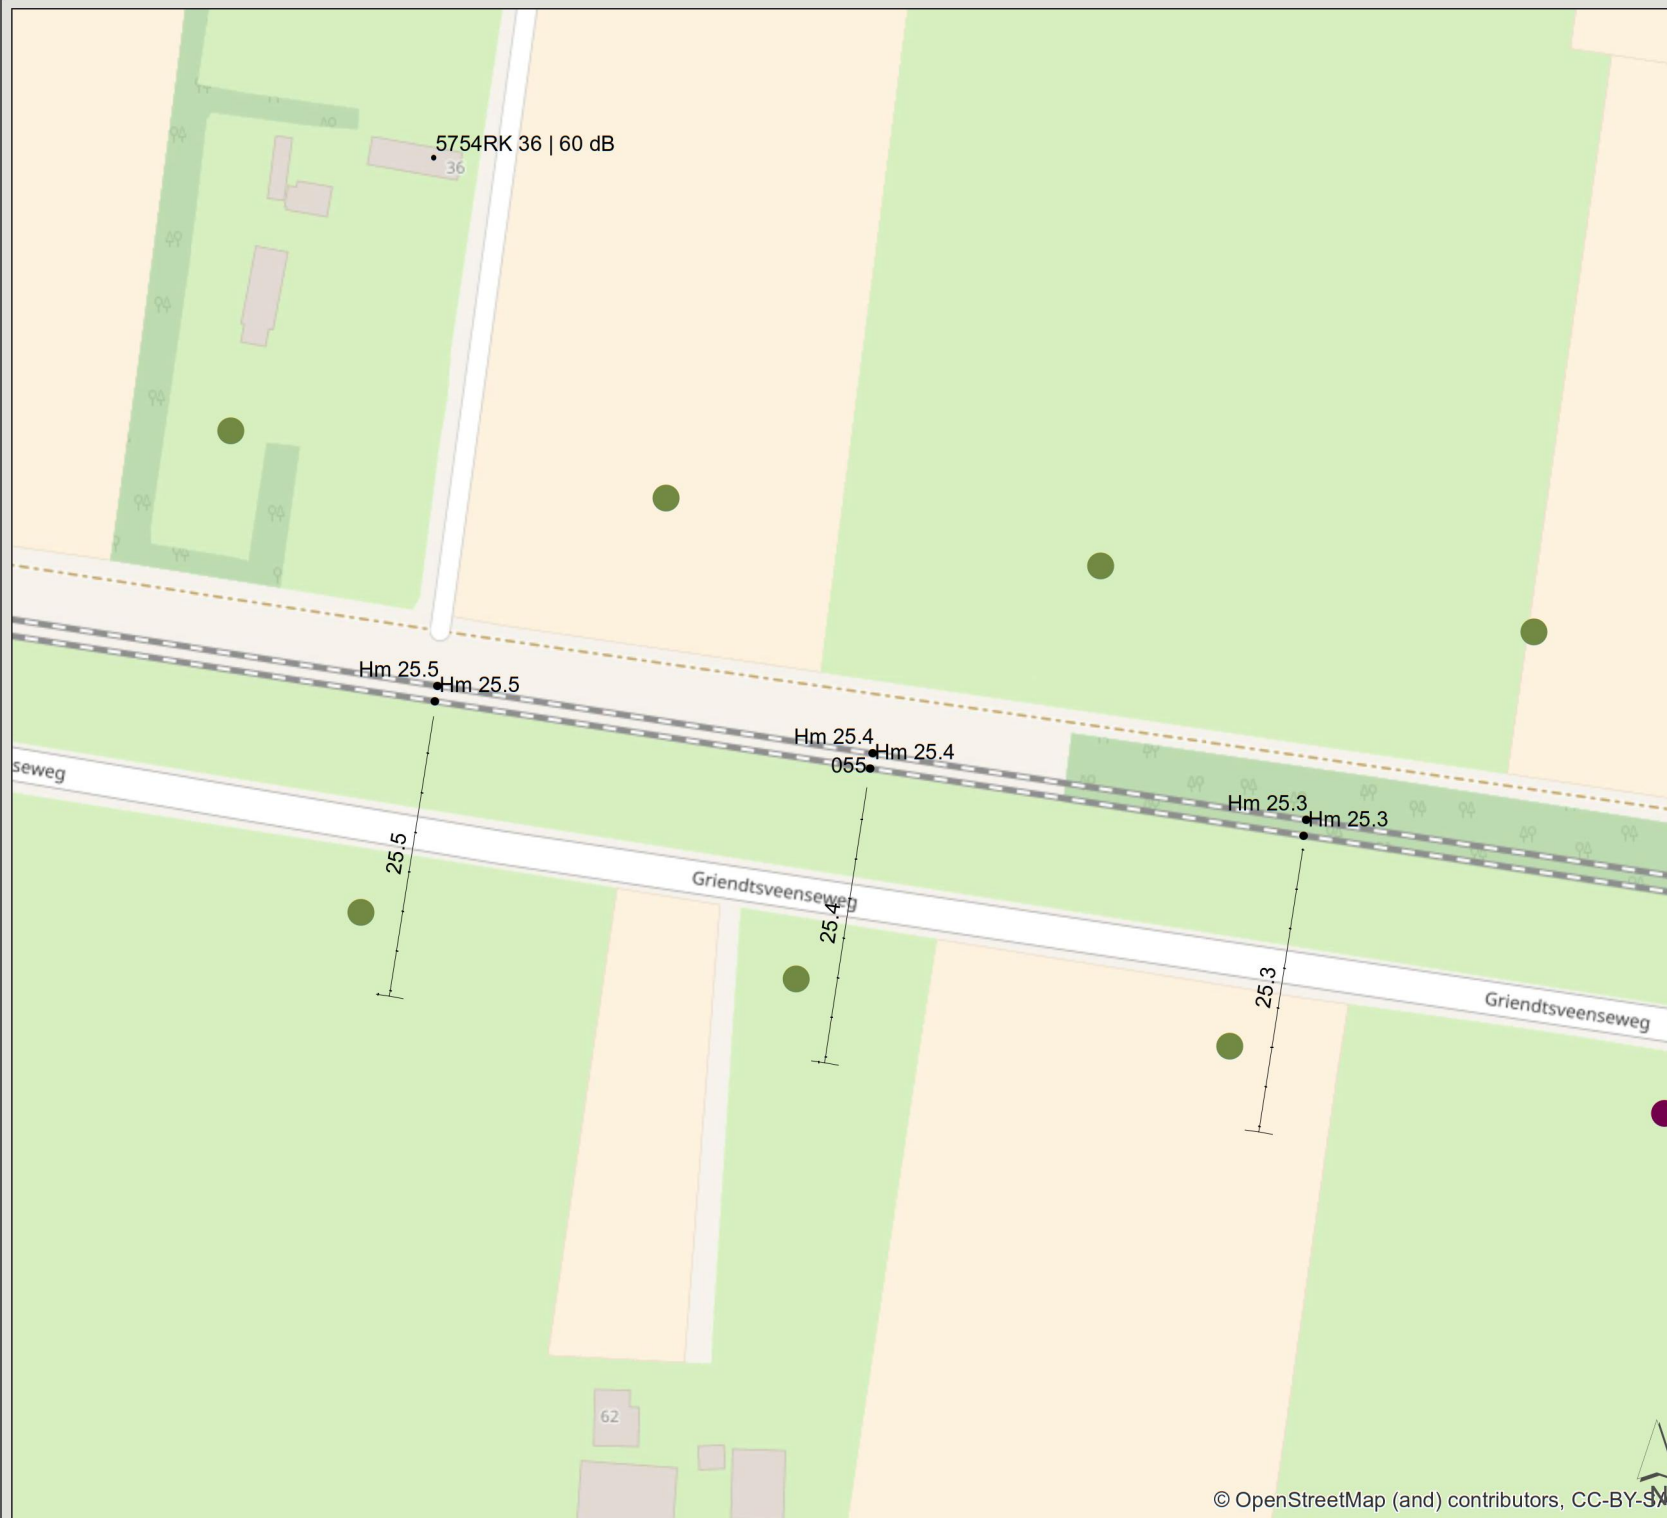 5754RK 36 | 60 dB
36
Hm 25.5
Hm 25.5
Hm 25.4
Hm 25.4
055
seweg
Hm 25.3
Hm 25.3
25.5
Griendtsveenseweg
25.4
25.3
Griendtsveenseweg
62
© OpenStreetMap (and) contributors, CC-BY-SA
N